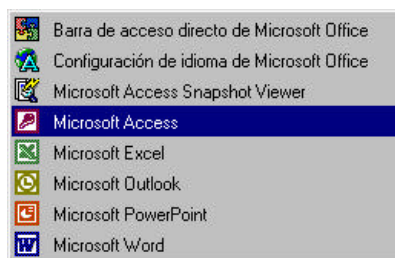 Barra de acceso directo de Microsoft Office
Configuración de idioma de Microsoft Office
Microsoft Access Snapshot Viewer
Microsoft Access
Microsoft Excel
Microsoft Outlook
Microsoft PowerPoint
Microsoft Word